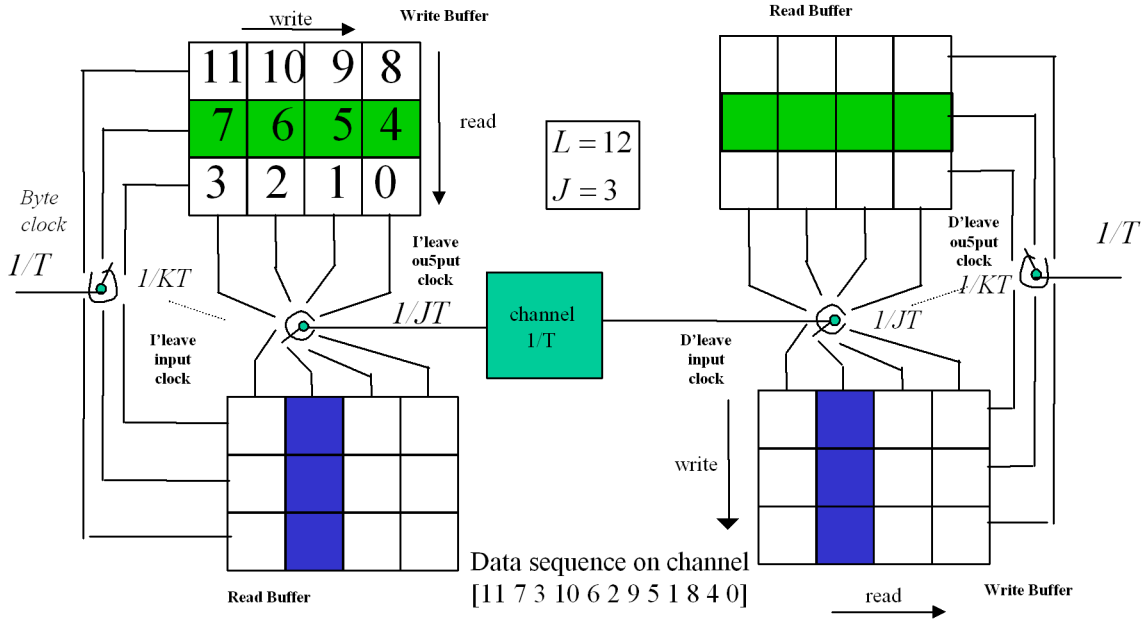 write
Write Buffer
11 10 9 8
7 6 5 4
3 2 1 0
read
L = 12
J = 3
Read Buffer
Byte
clock
1/T
1/KT
I'leave
input
clock
I'leave
ou5put
clock
1/JT
channel
1/T
D'leave
input
clock
D'leave
ou5put
clock
1/KT
1/JT
1/T
write
Read Buffer
Data sequence on channel
[11 7 3 10 6 2 9 5 1 8 4 0]
read
Write Buffer